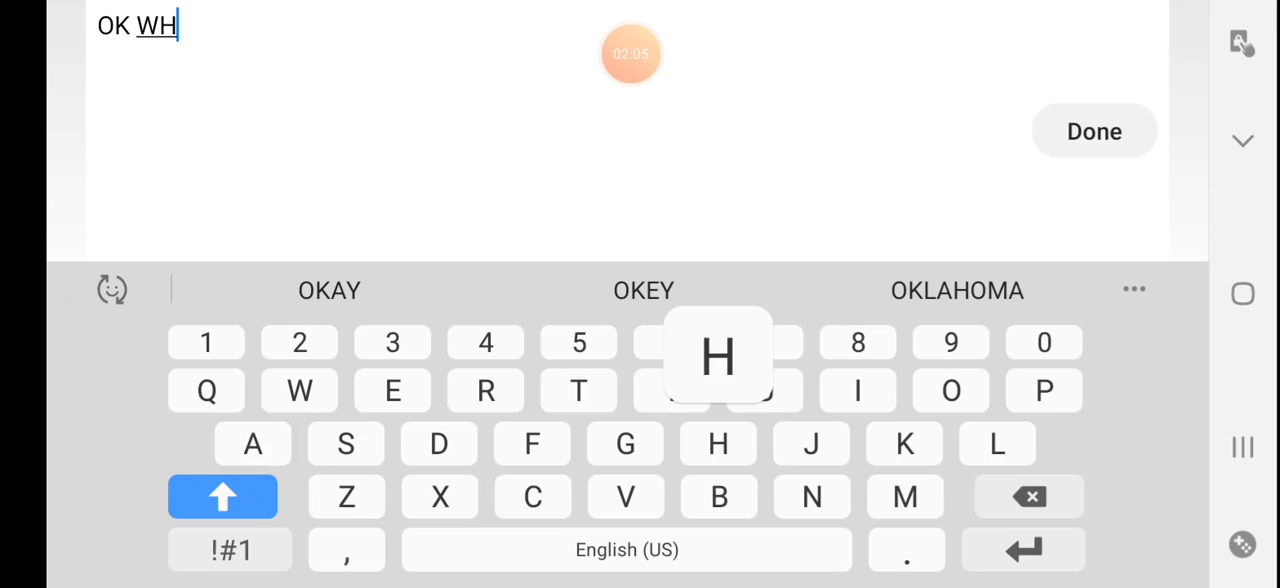 OK WH
02:05
Done
OKAY OKEY OKLAHOMA
1 2 3 4 5 8 9 0
H
Q W E R T I O P
A S D F G H J K L
Z X C V B N M
!#1 , English (US) .